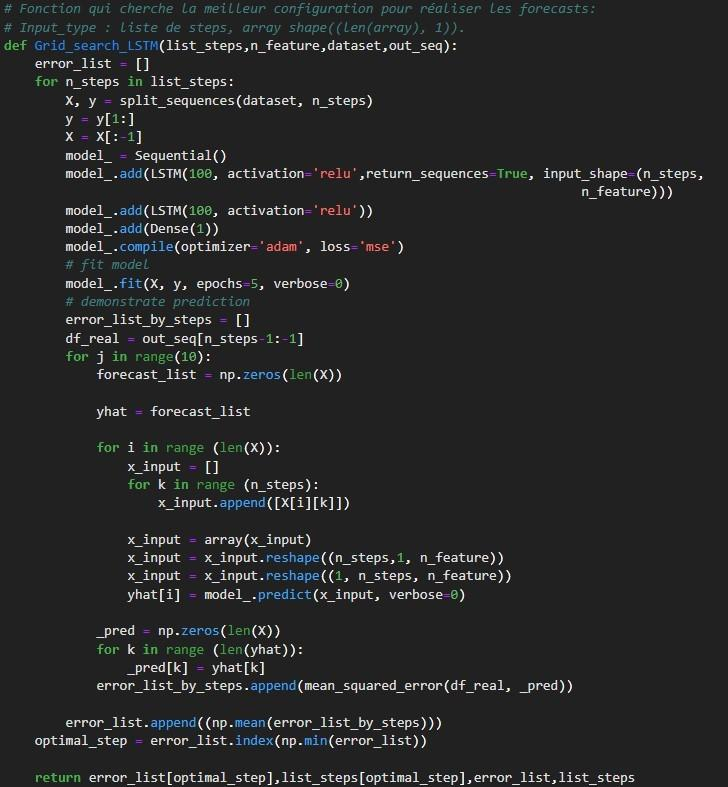 # Fonction qui cherche la meilleur configuration pour réaliser les forecasts:
# Input_type : liste de steps, array shape((len(array), 1)).
def Grid_search_LSTM(list_steps,n_feature,dataset,out_seq):
    error_list = []
    for n_steps in list_steps:
        X, y = split_sequences(dataset, n_steps)
        y = y[1:]
        X = X[:-1]
        model_ = Sequential()
        model_.add(LSTM(100, activation='relu',return_sequences=True, input_shape=(n_steps,
                                                                           n_feature)))
        model_.add(LSTM(100, activation='relu'))
        model_.add(Dense(1))
        model_.compile(optimizer='adam', loss='mse')
        # fit model
        model_.fit(X, y, epochs=5, verbose=0)
        # demonstrate prediction
        error_list_by_steps = []
        df_real = out_seq[n_steps-1:-1]
        for j in range(10):
            forecast_list = np.zeros(len(X))
            yhat = forecast_list
            for i in range (len(X)):
                x_input = []
                for k in range (n_steps):
                    x_input.append([X[i][k]])
                x_input = array(x_input)
                x_input = x_input.reshape((n_steps,1, n_feature))
                x_input = x_input.reshape((1, n_steps, n_feature))
                yhat[i] = model_.predict(x_input, verbose=0)
            _pred = np.zeros(len(X))
            for k in range (len(yhat)):
                _pred[k] = yhat[k]
            error_list_by_steps.append(mean_squared_error(df_real, _pred))
        error_list.append((np.mean(error_list_by_steps)))
    optimal_step = error_list.index(np.min(error_list))
    return error_list[optimal_step],list_steps[optimal_step],error_list,list_steps